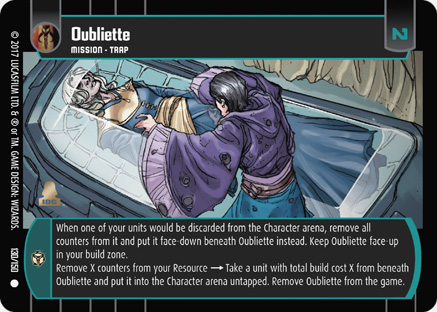 Oubliette
MISSION - TRAP
N
© 2017 LUCASFILM LTD. & ® or TM. GAME DESIGN: WIZARDS.
When one of your units would be discarded from the Character arena, remove all
counters from it and put it face-down beneath Oubliette instead. Keep Oubliette face-up
in your build zone.
Remove X counters from your Resource → Take a unit with total build cost X from beneath
Oubliette and put it into the Character arena untapped. Remove Oubliette from the game.